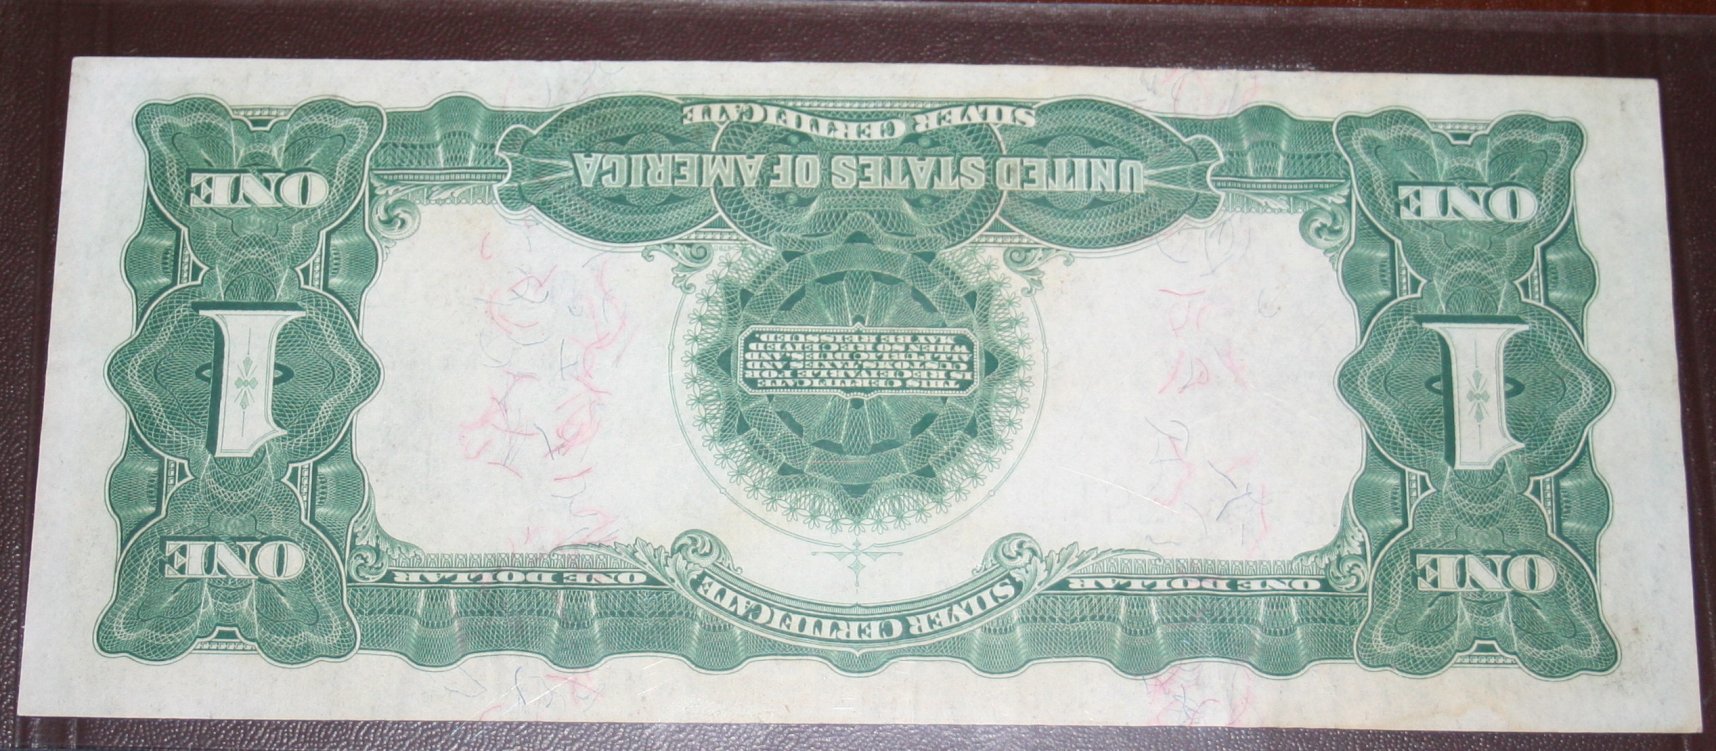 ONE
ONE DOLLAR
SILVER CERTIFICATE
ONE DOLLAR
ONE
1
THIS CERTIFICATE
IS RECEIVABLE FOR
CUSTOMS, TAXES AND
ALL PUBLIC DUES AND
WHEN SO RECEIVED
MAY BE REISSUED.
1
ONE
UNITED STATES OF AMERICA
SILVER CERTIFICATE
ONE